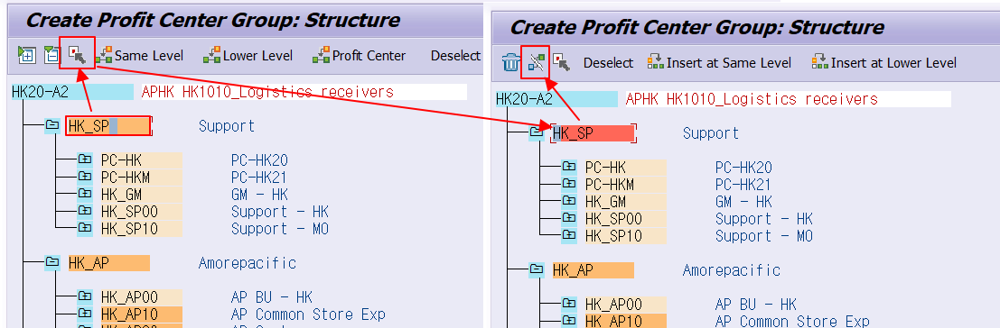 Create Profit Center Group: Structure
Same Level Lower Level Profit Center Deselect
HK20-A2 APHK HK1010_Logistics receivers
HK_SP Support
PC-HK PC-HK20
PC-HKM PC-HK21
HK_GM GM - HK
HK_SP00 Support - HK
HK_SP10 Support - MO
HK_AP Amorepacific
HK_AP00 AP BU - HK
HK_AP10 AP Common Store Exp
Create Profit Center Group: Structure
Deselect Insert at Same Level Insert at Lower Level
HK20-A2 APHK HK1010_Logistics receivers
HK_SP Support
PC-HK PC-HK20
PC-HKM PC-HK21
HK_GM GM - HK
HK_SP00 Support - HK
HK_SP10 Support - MO
HK_AP Amorepacific
HK_AP00 AP BU - HK
HK_AP10 AP Common Store Exp